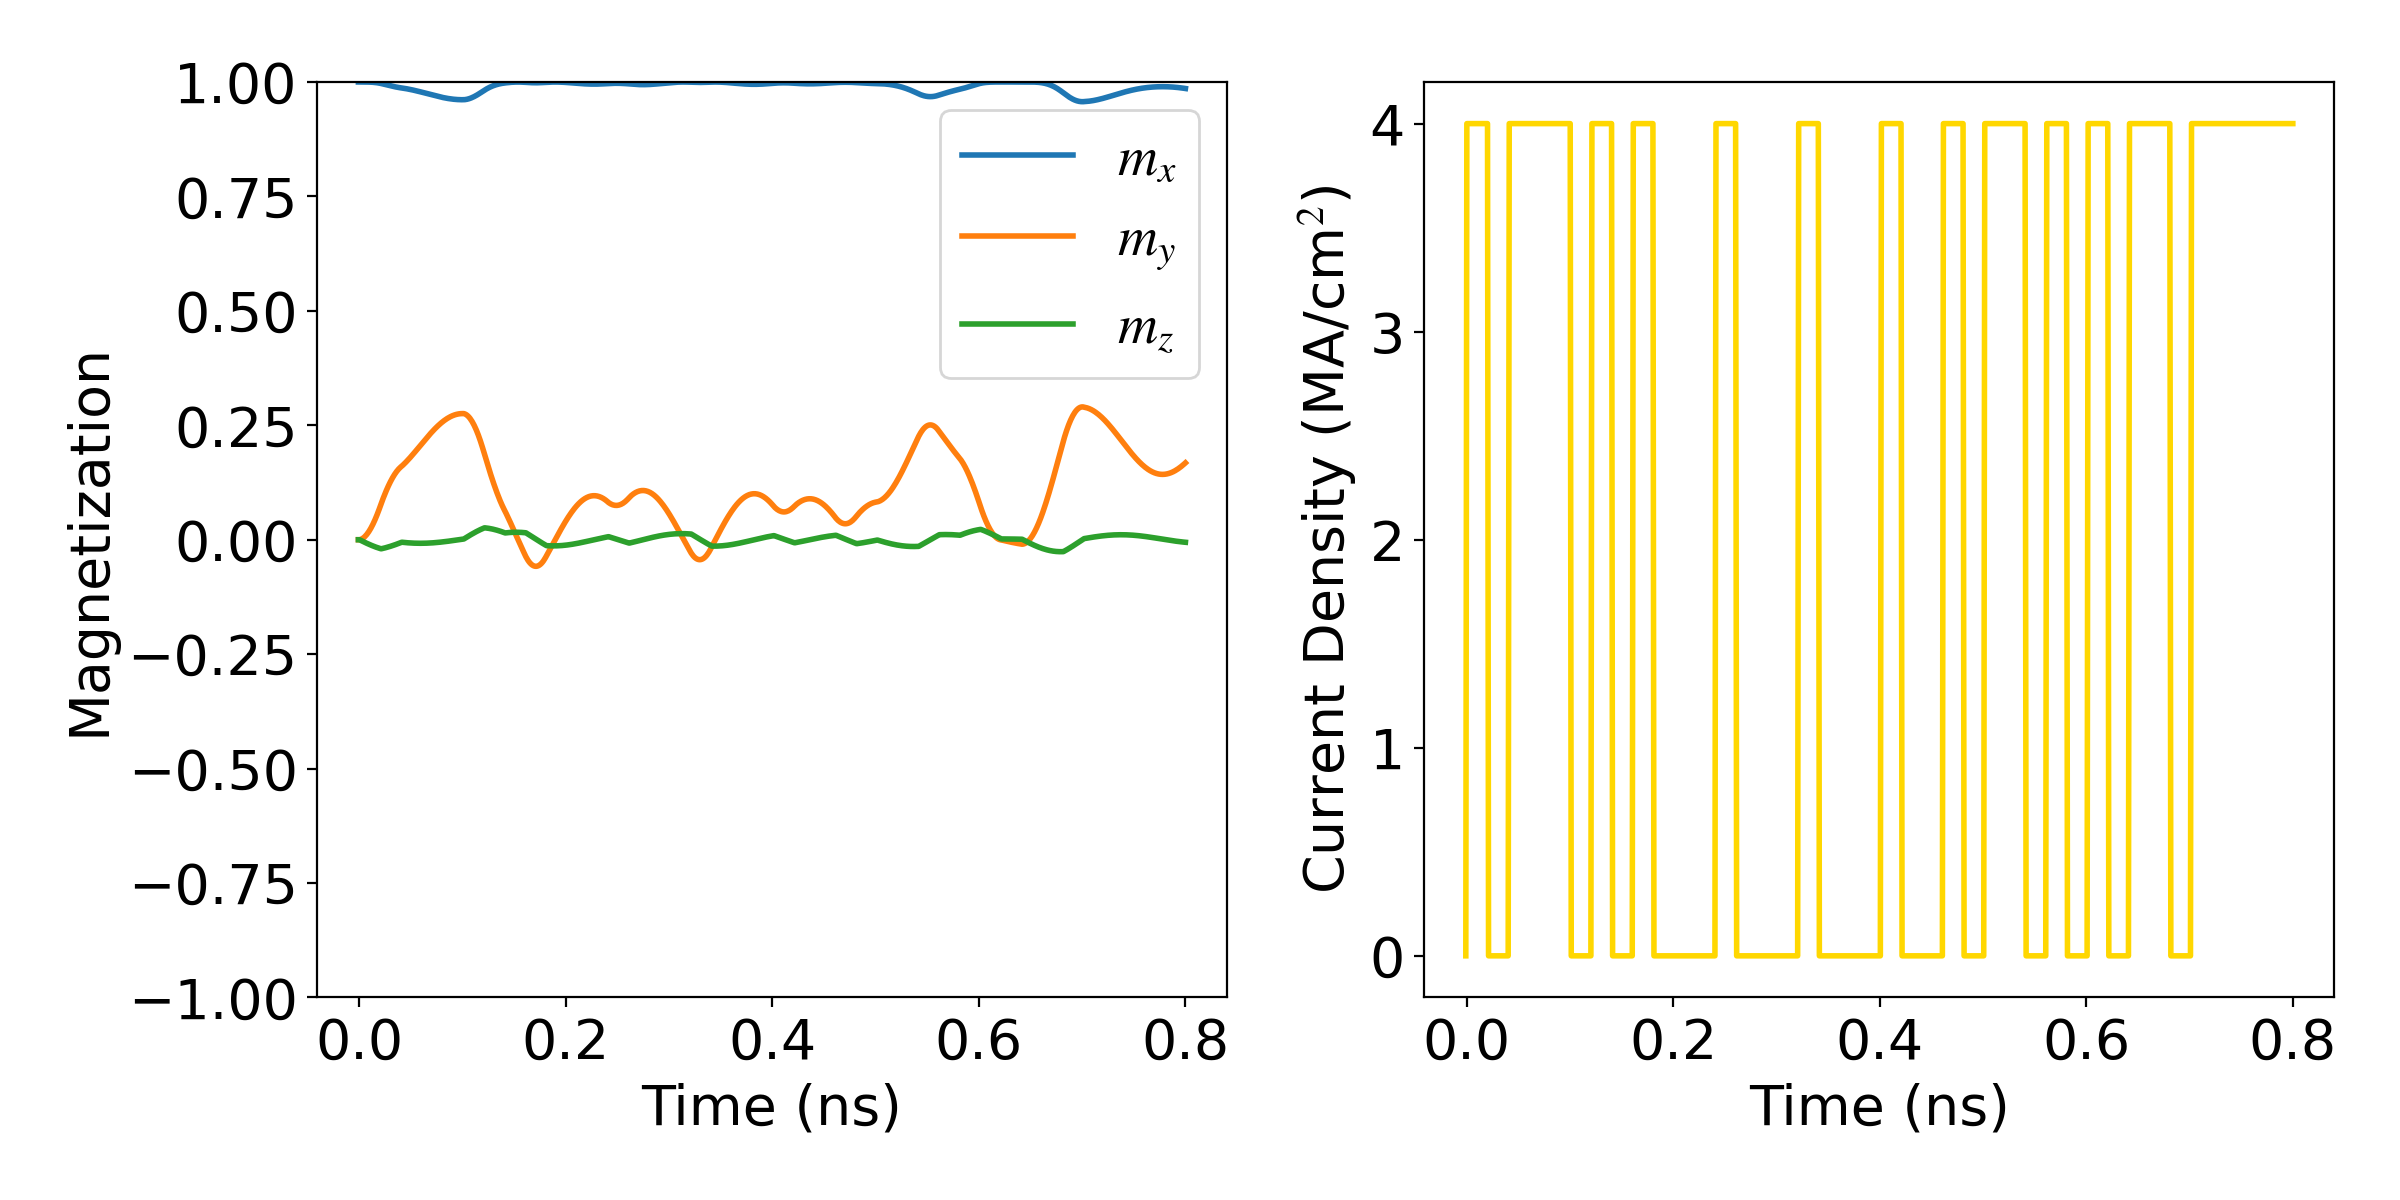 Magnetization
1.00
0.75
0.50
0.25
0.00
−0.25
−0.50
−0.75
−1.00
0.0 0.2 0.4 0.6 0.8
Time (ns)
m_x
m_y
m_z
Current Density (MA/cm²)
4
3
2
1
0
0.0 0.2 0.4 0.6 0.8
Time (ns)